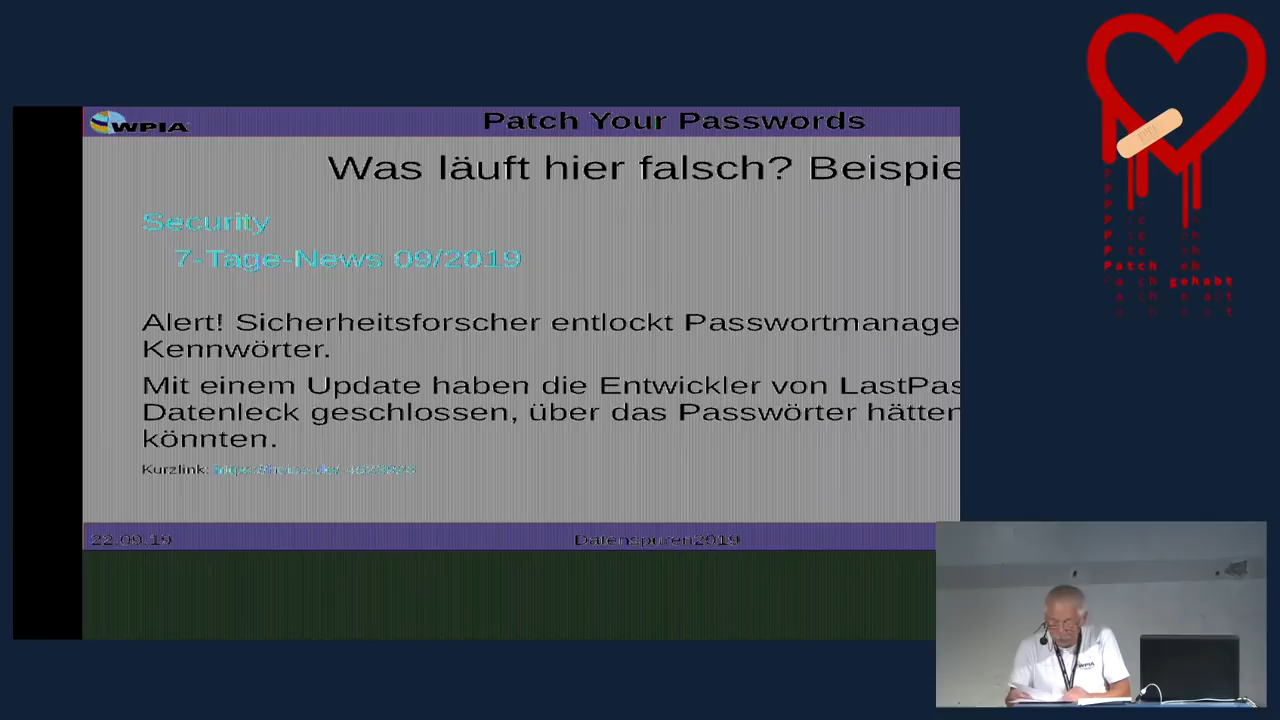 WPIA
Patch Your Passwords
Was läuft hier falsch? Beispie
Security
7-Tage-News 09/2019
Alert! Sicherheitsforscher entlockt Passwortmanage
Kennwörter.
Mit einem Update haben die Entwickler von LastPas
Datenleck geschlossen, über das Passwörter hätten
könnten.
Kurzlink:
22.09.19
Datenspuren2019
Patch
gehabt
WPIA